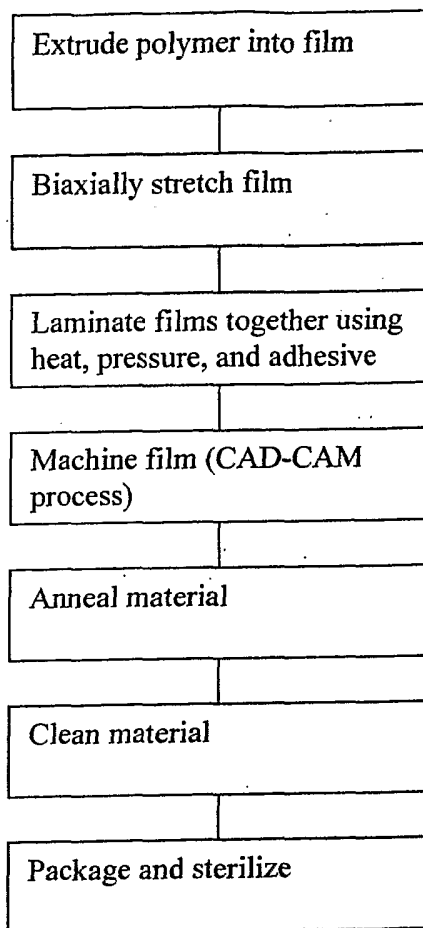 Extrude polymer into film
Biaxially stretch film
Laminate films together using
heat, pressure, and adhesive
Machine film (CAD-CAM
process)
Anneal material
Clean material
Package and sterilize